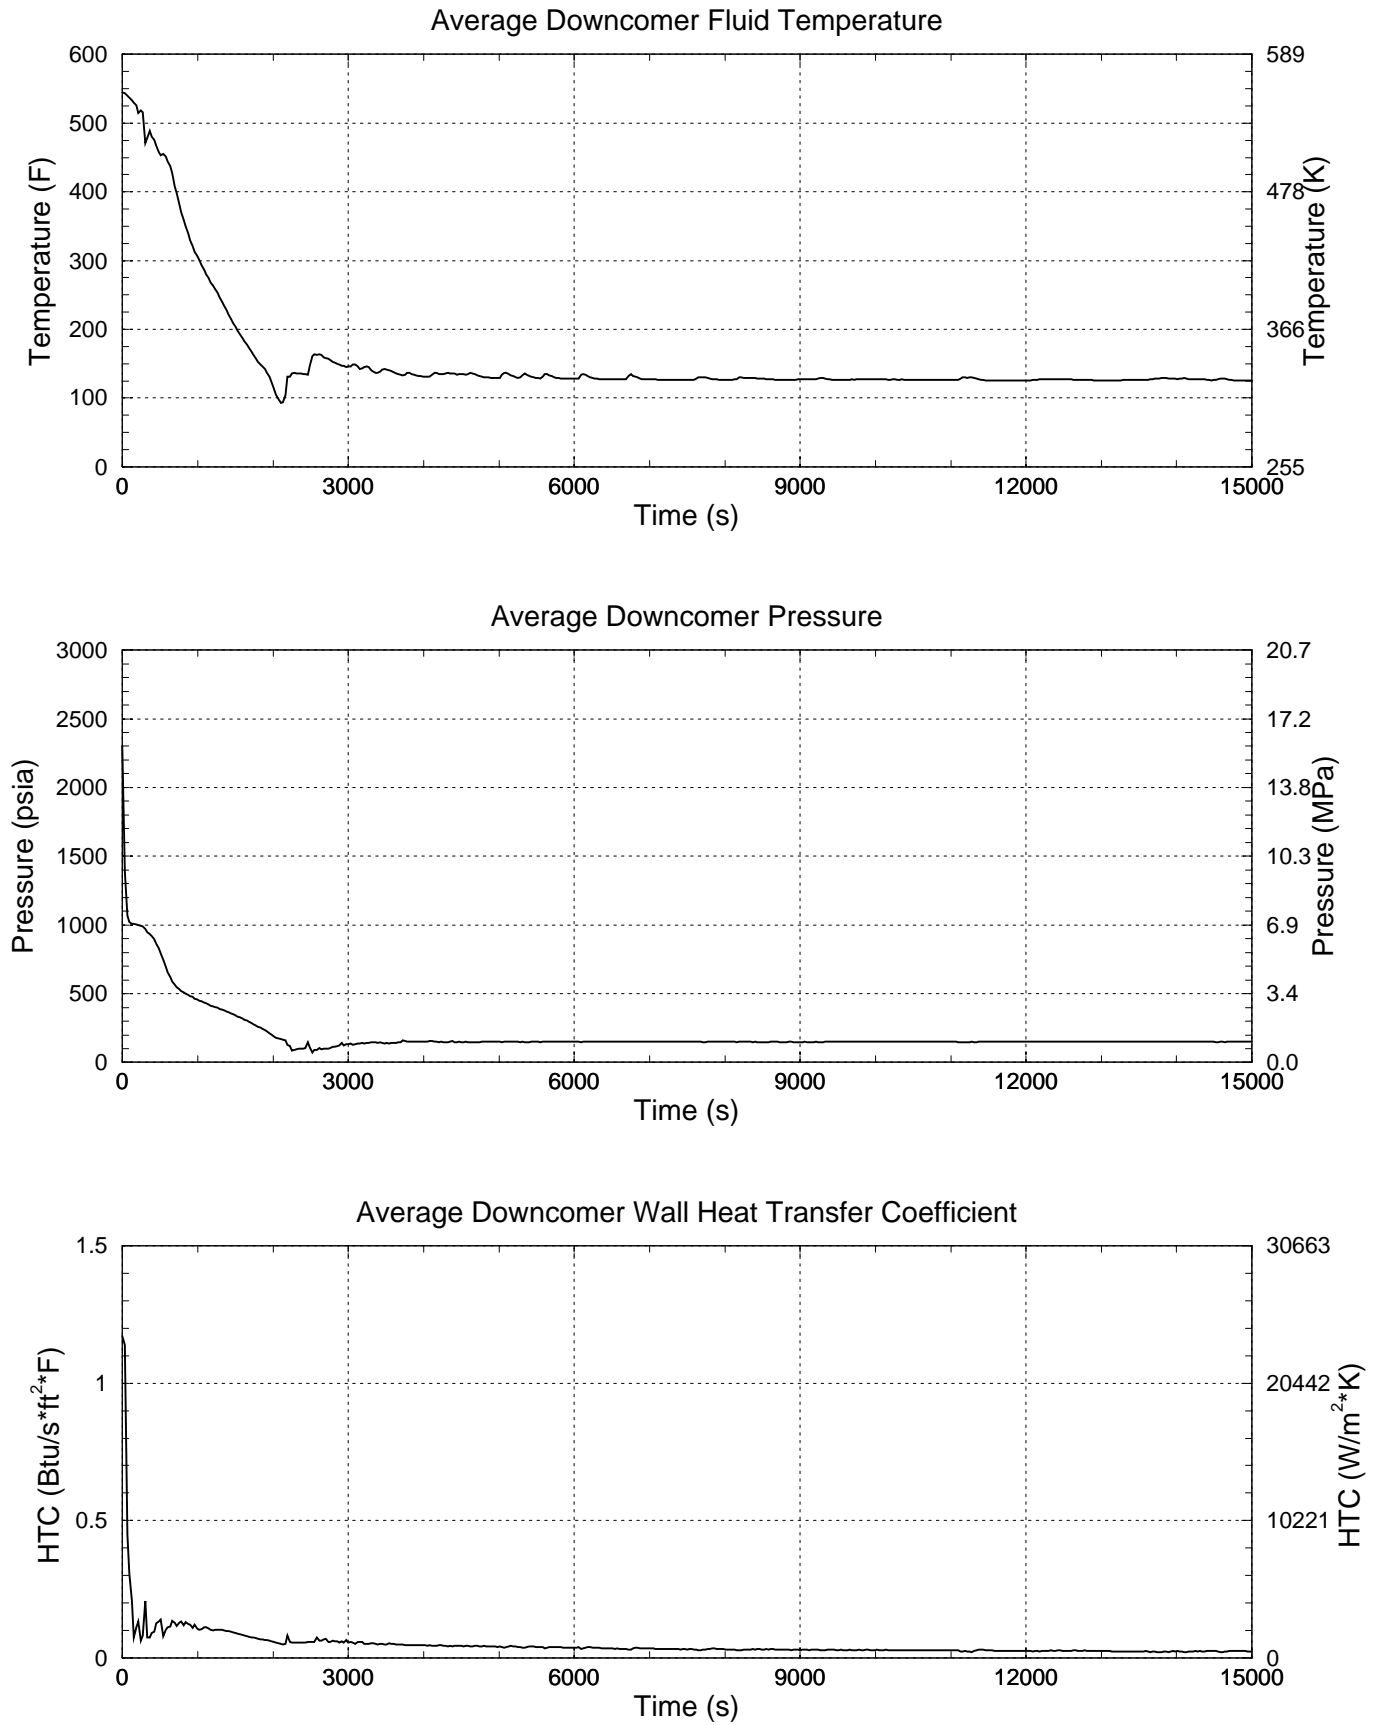 Average Downcomer Fluid Temperature
600 589
500
400 478
300
200 366
100
0 255
Temperature (F)
Temperature (K)
0 3000 6000 9000 12000 15000
Time (s)
Average Downcomer Pressure
3000 20.7
2500 17.2
2000 13.8
1500 10.3
1000 6.9
500 3.4
0 0.0
Pressure (psia)
Pressure (MPa)
0 3000 6000 9000 12000 15000
Time (s)
Average Downcomer Wall Heat Transfer Coefficient
1.5 30663
1 20442
0.5 10221
0 0
HTC (Btu/s*ft²*F)
HTC (W/m²*K)
0 3000 6000 9000 12000 15000
Time (s)